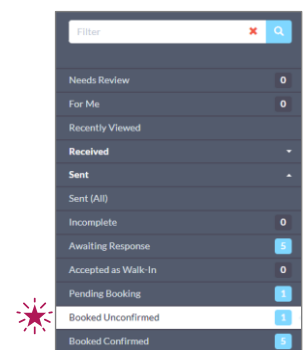 Filter
Needs Review 0
For Me 0
Recently Viewed
Received
Sent
Sent (All)
Incomplete 0
Awaiting Response 5
Accepted as Walk-In 0
Pending Booking 1
Booked Unconfirmed 1
Booked Confirmed 5